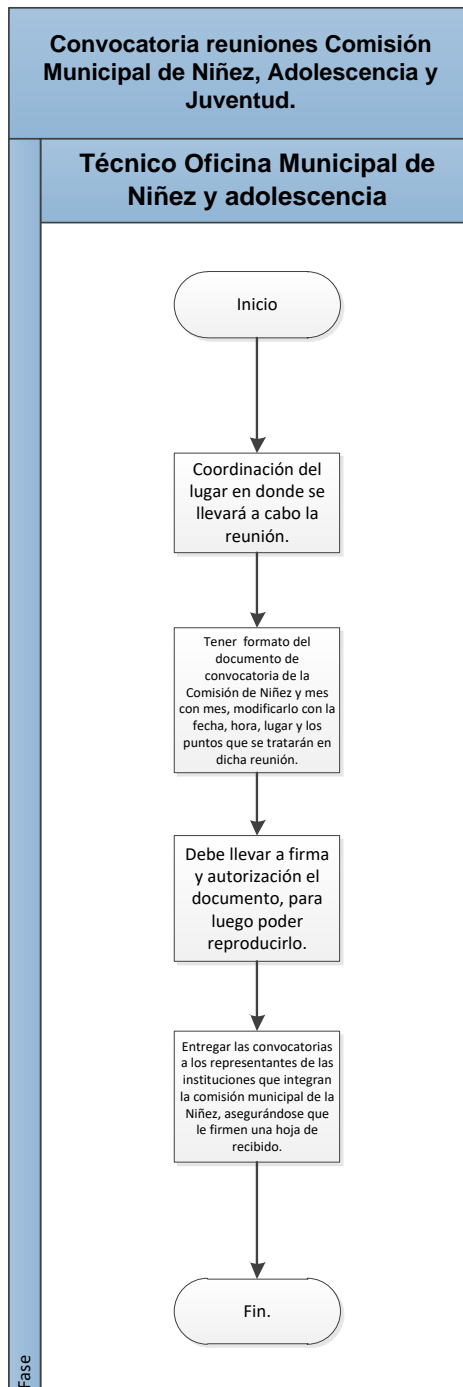 Convocatoria reuniones Comisión
Municipal de Niñez, Adolescencia y
Juventud.
Técnico Oficina Municipal de
Niñez y adolescencia
Inicio
Coordinación del
lugar en donde se
llevará a cabo la
reunión.
Tener formato del
documento de
convocatoria de la
Comisión de Niñez y mes
con mes, modificarlo con la
fecha, hora, lugar y los
puntos que se tratarán en
dicha reunión.
Debe llevar a firma
y autorización el
documento, para
luego poder
reproducirlo.
Entregar las convocatorias
a los representantes de las
instituciones que integran
la comisión municipal de la
Niñez, asegurándose que
le firmen una hoja de
recibido.
Fin.
Fase